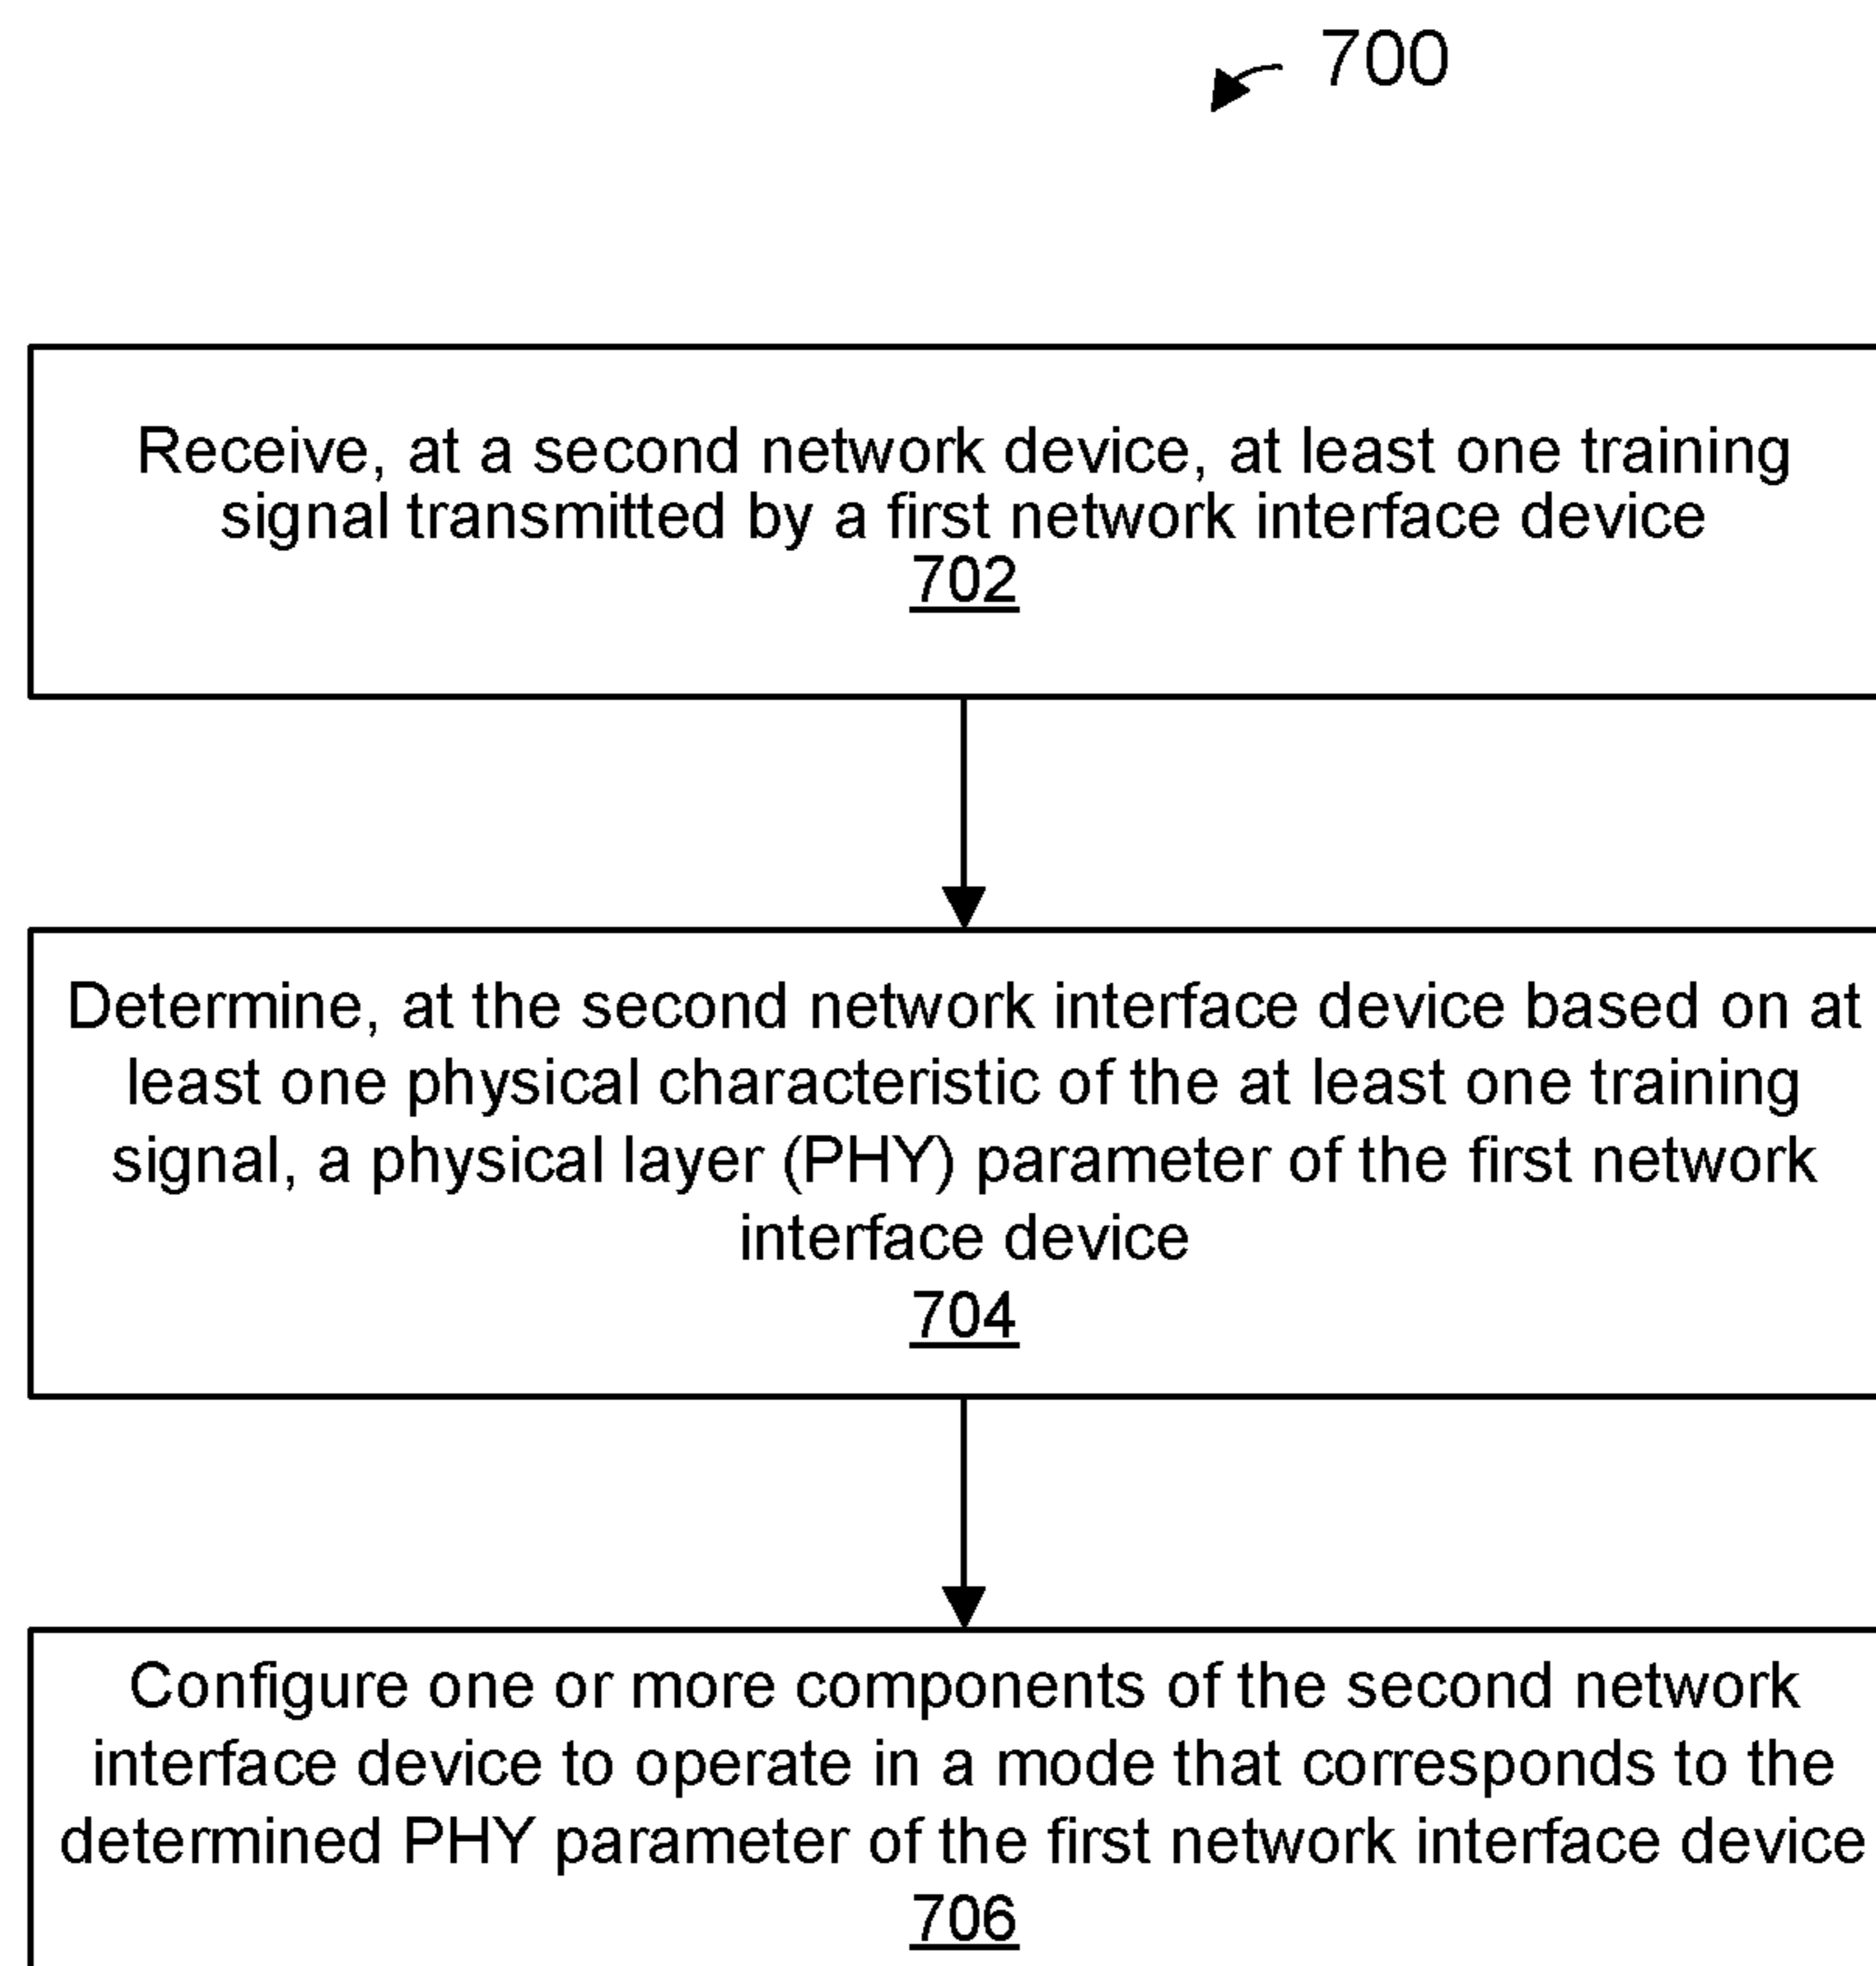 700
Receive, at a second network device, at least one training
signal transmitted by a first network interface device
702
Determine, at the second network interface device based on at
least one physical characteristic of the at least one training
signal, a physical layer (PHY) parameter of the first network
interface device
704
Configure one or more components of the second network
interface device to operate in a mode that corresponds to the
determined PHY parameter of the first network interface device
706